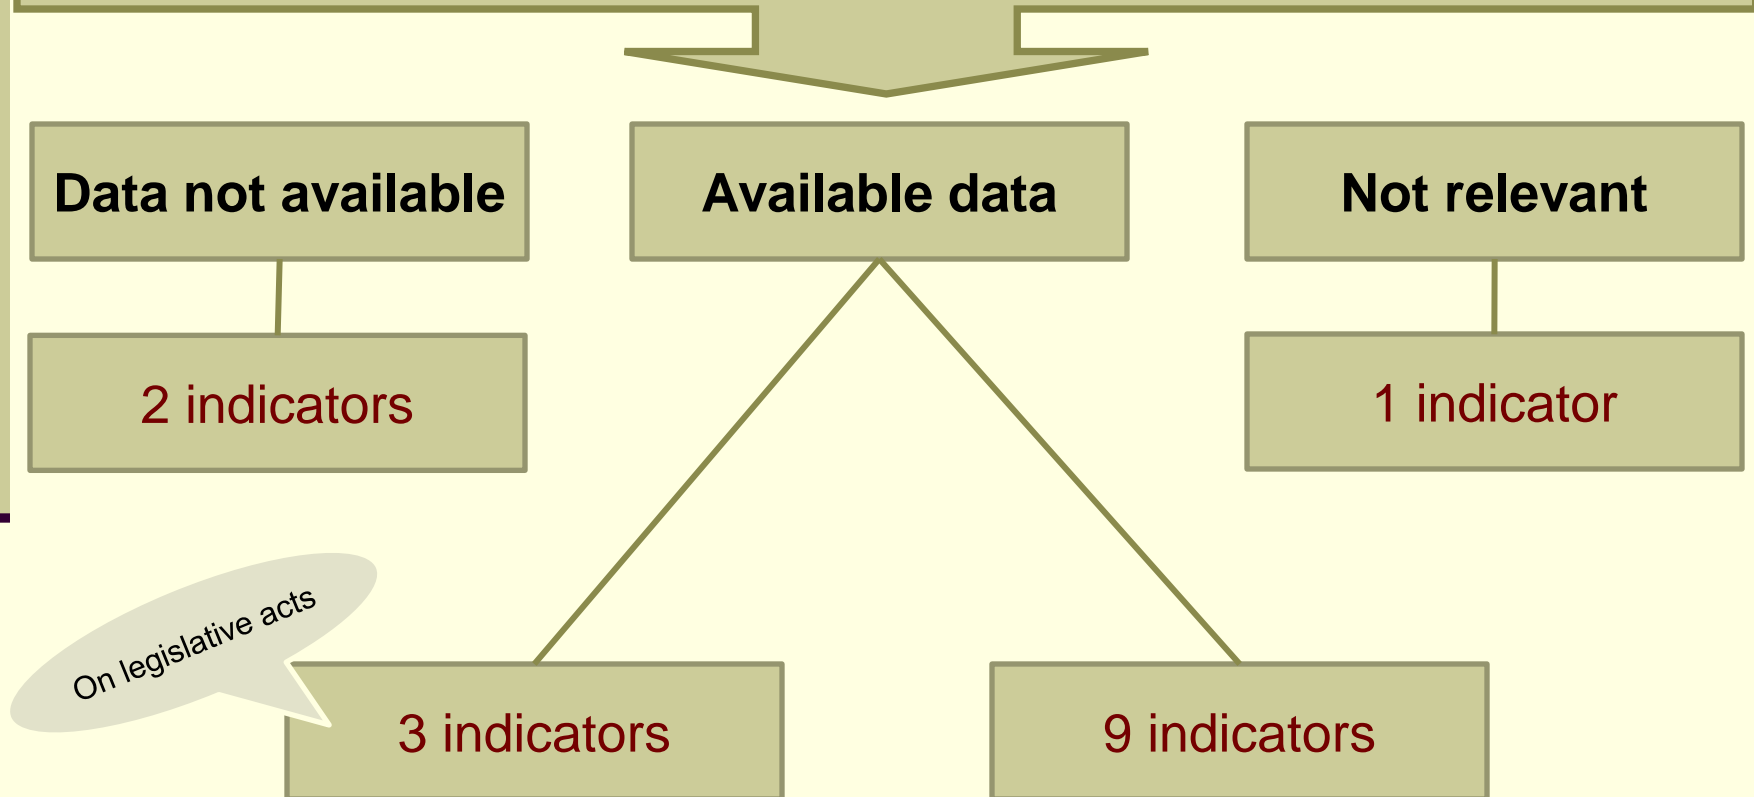 Data not available
Available data
Not relevant
2 indicators
1 indicator
On legislative acts
3 indicators
9 indicators